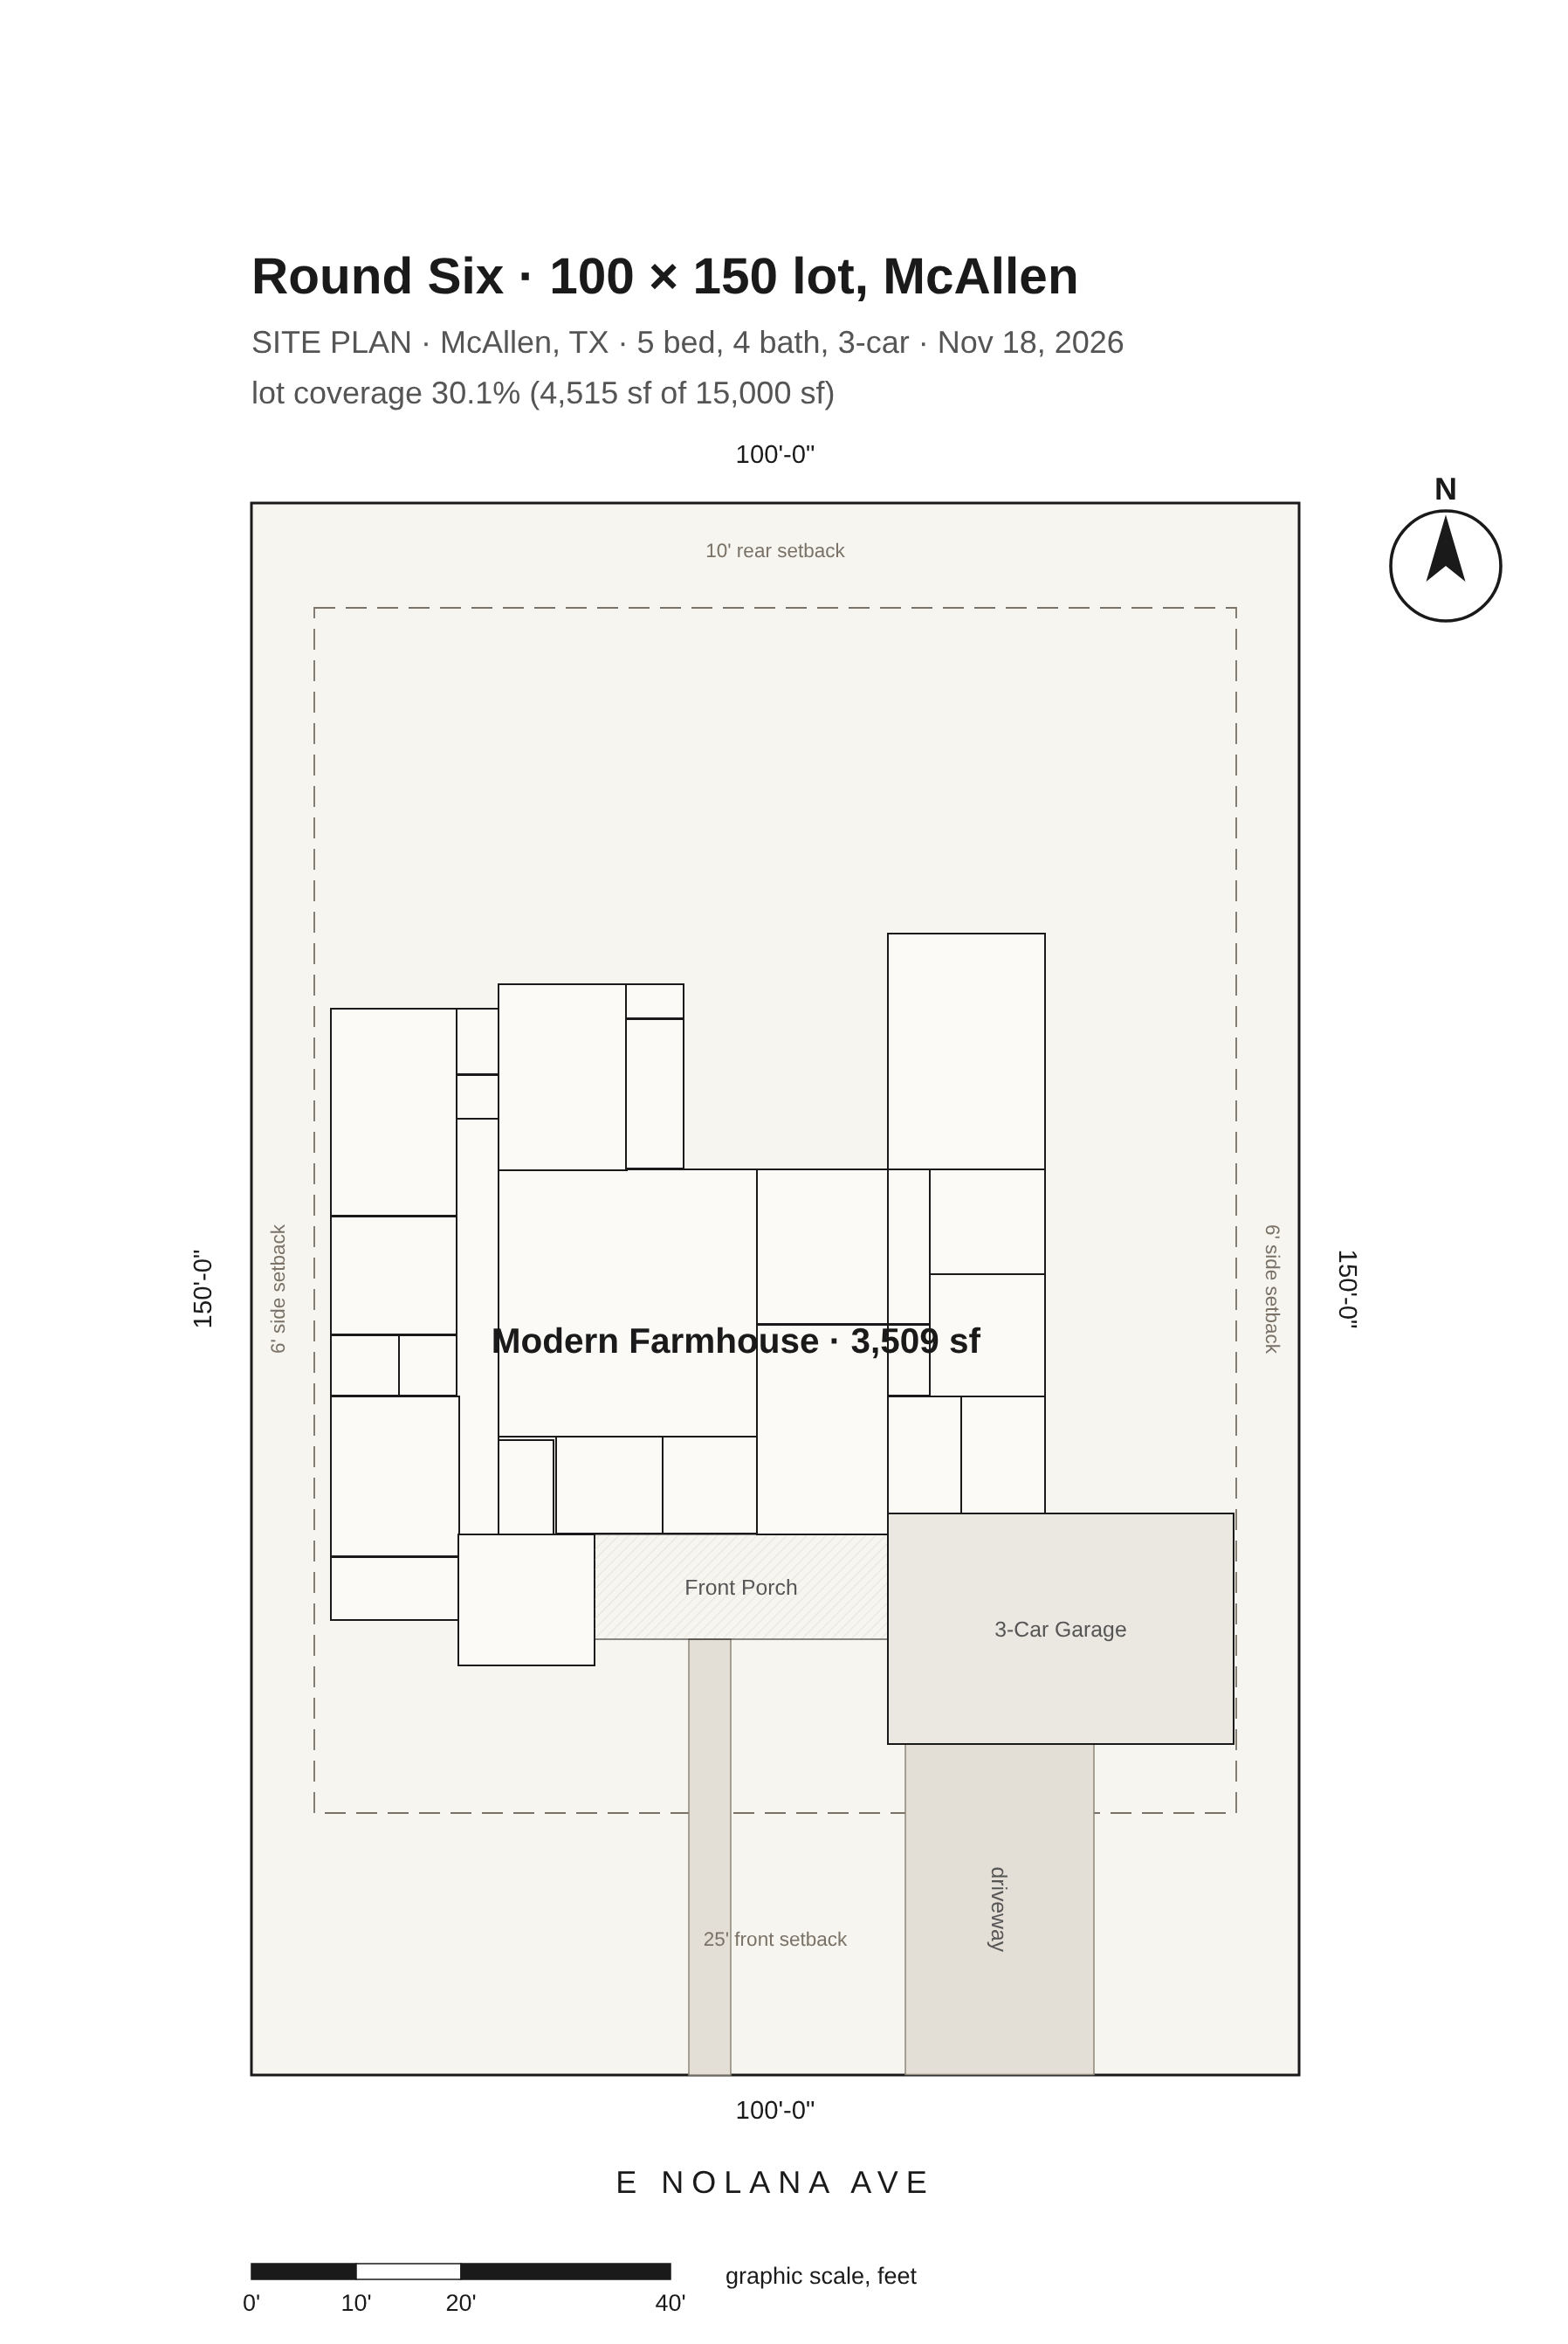 Round Six · 100 × 150 lot, McAllen
SITE PLAN · McAllen, TX · 5 bed, 4 bath, 3-car · Nov 18, 2026
lot coverage 30.1% (4,515 sf of 15,000 sf)
100'-0"
N
10' rear setback
150'-0"
6' side setback
6' side setback
150'-0"
Modern Farmhouse · 3,509 sf
Front Porch
3-Car Garage
driveway
25' front setback
100'-0"
E NOLANA AVE
graphic scale, feet
0' 10' 20' 40'